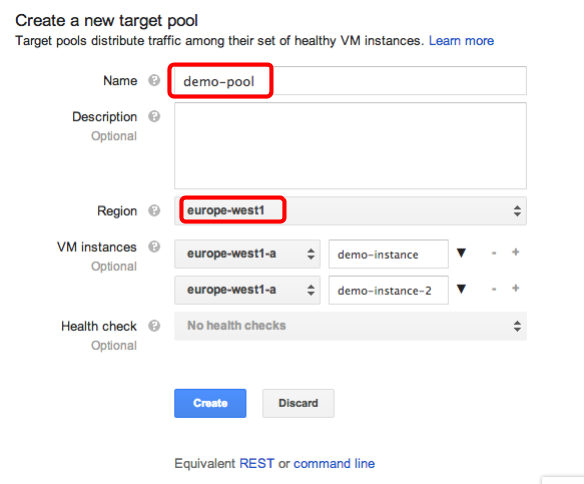 Create a new target pool
Target pools distribute traffic among their set of healthy VM instances. Learn more
Name demo-pool
Description
Optional
Region europe-west1
VM instances europe-west1-a demo-instance - +
Optional
europe-west1-a demo-instance-2 - +
Health check No health checks
Optional
Create Discard
Equivalent REST or command line